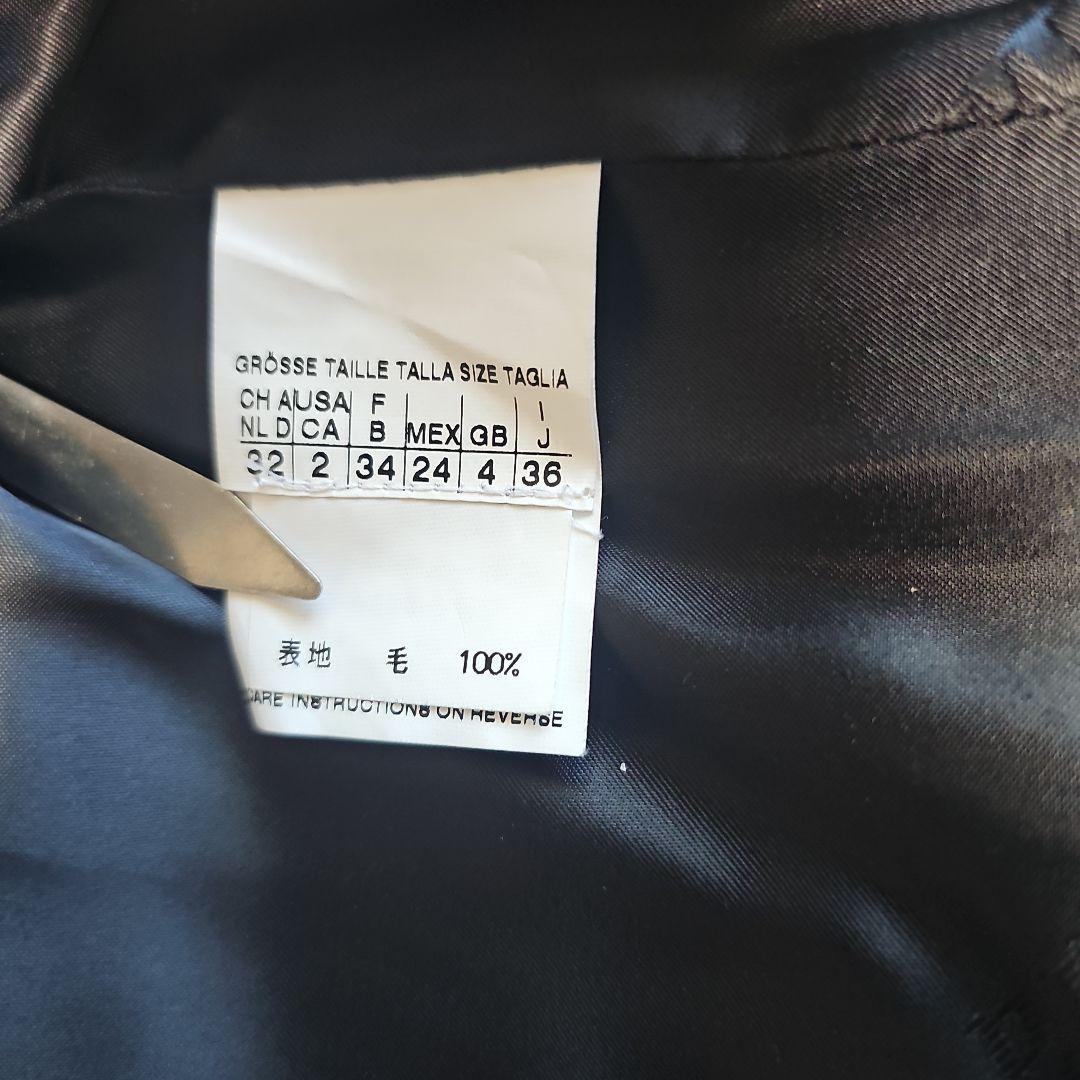 GRÖSSE TAILLE TALLA SIZE TAGLIA
CH A USA F I
NL D CA B MEX GB J
32 2 34 24 4 36
表地 毛 100%
CARE INSTRUCTIONS ON REVERSE